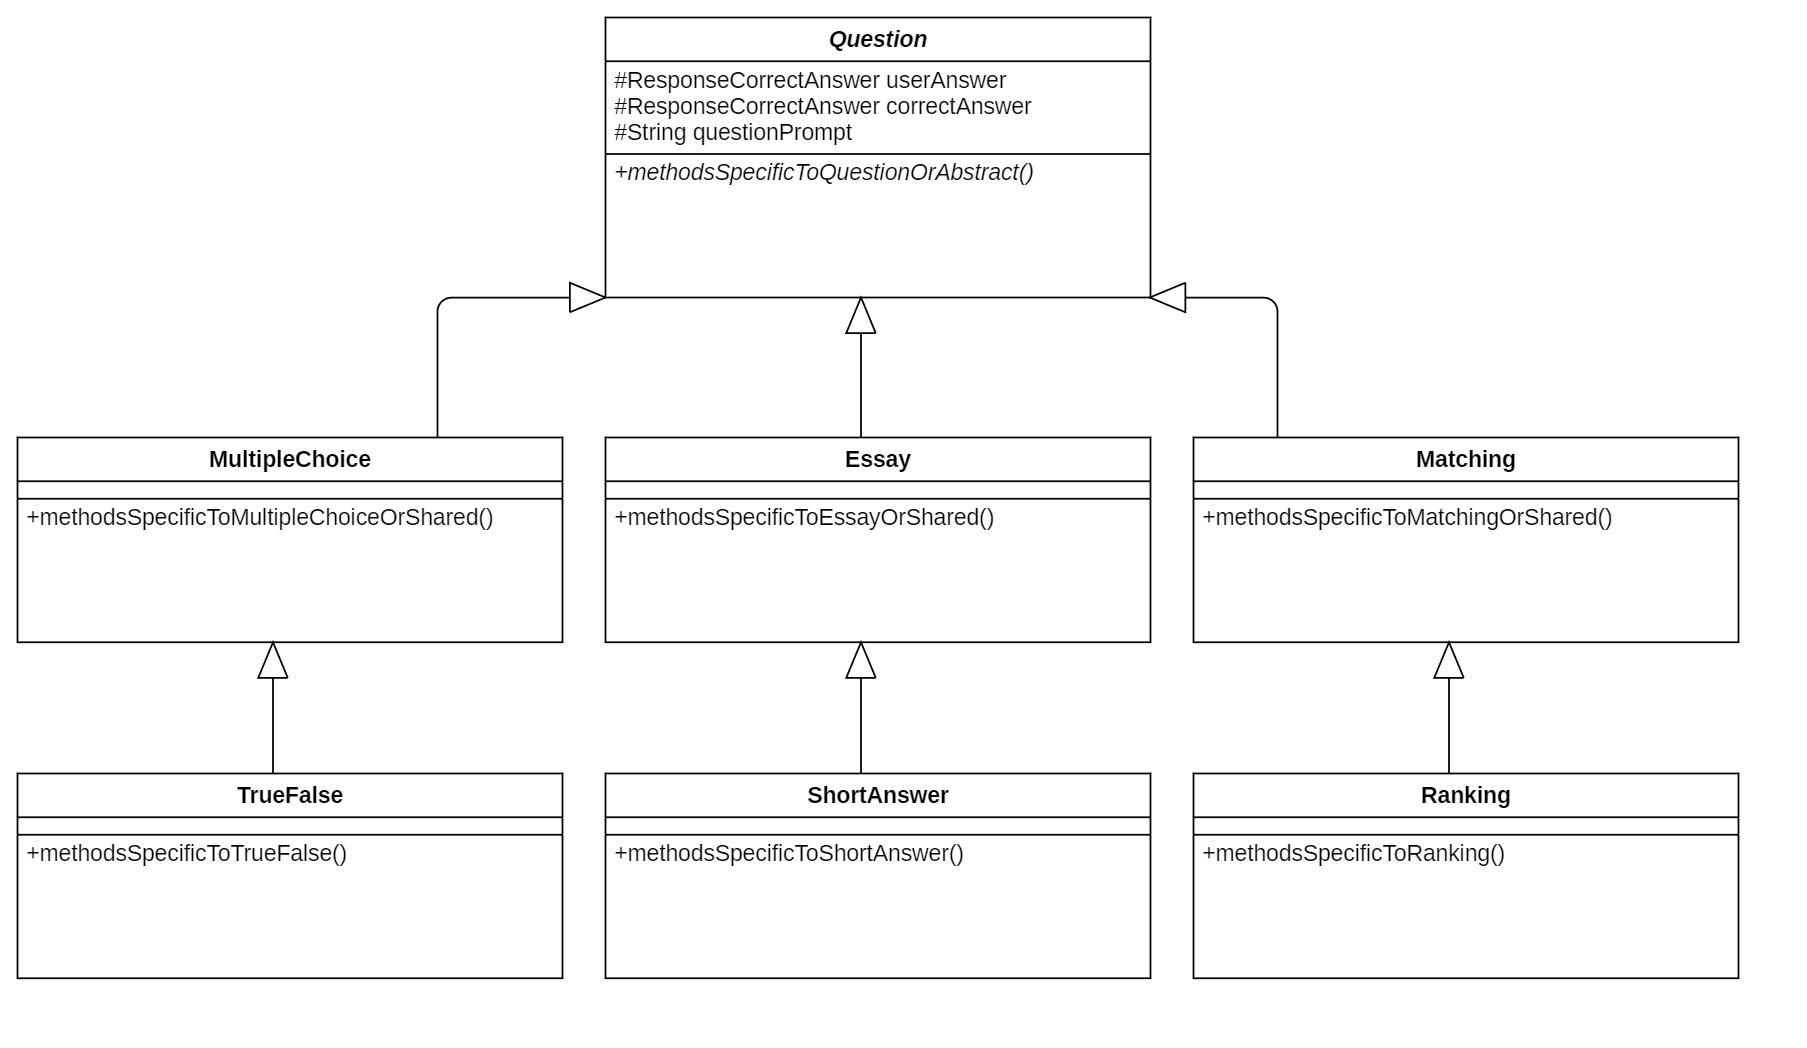 Question
#ResponseCorrectAnswer userAnswer
#ResponseCorrectAnswer correctAnswer
#String questionPrompt
+methodsSpecificToQuestionOrAbstract()
MultipleChoice
+methodsSpecificToMultipleChoiceOrShared()
Essay
+methodsSpecificToEssayOrShared()
Matching
+methodsSpecificToMatchingOrShared()
TrueFalse
+methodsSpecificToTrueFalse()
ShortAnswer
+methodsSpecificToShortAnswer()
Ranking
+methodsSpecificToRanking()